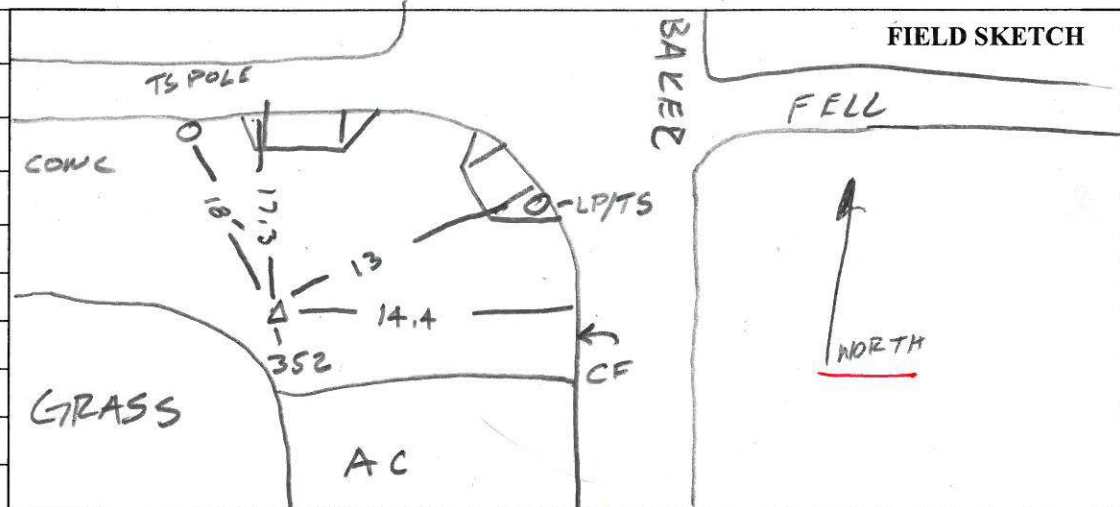 FIELD SKETCH
BAKER
TS POLE
FELL
CONC
18'
17.3
LP/TS
13
14.4
352
CF
NORTH
GRASS
AC